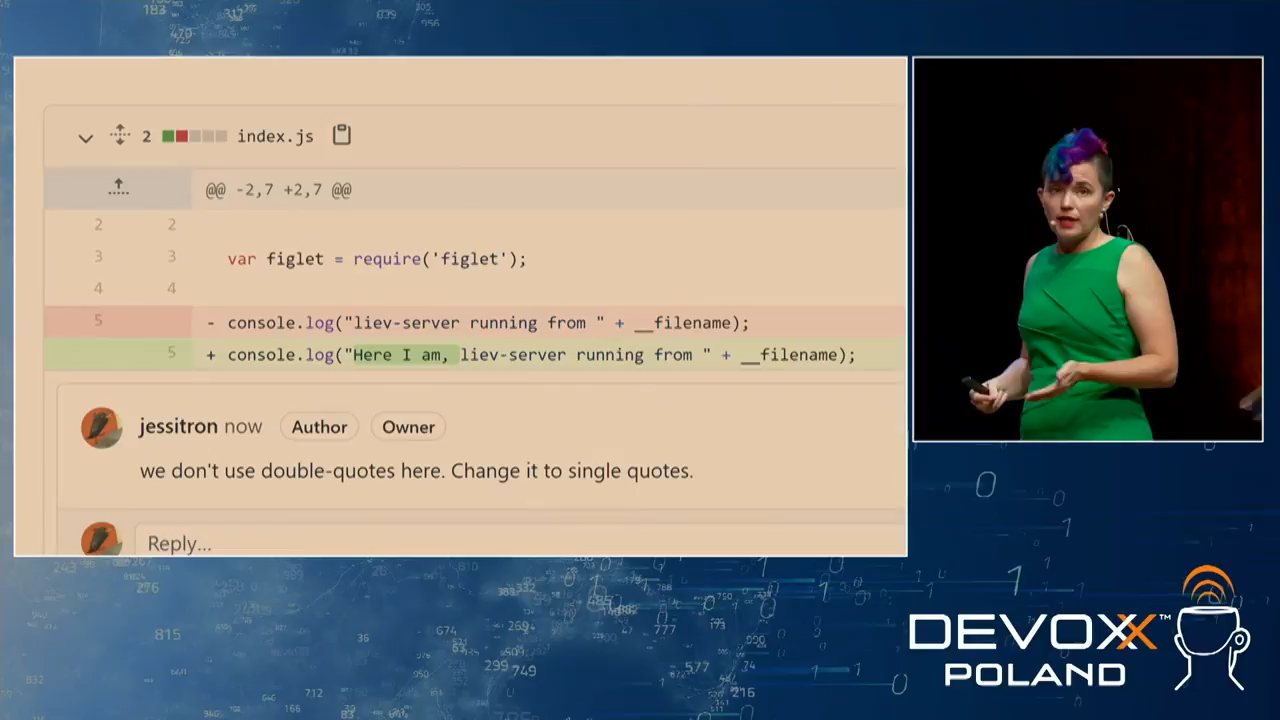 2 index.js
@@ -2,7 +2,7 @@
2 2
3 3 var figlet = require('figlet');
4 4
5 - console.log("liev-server running from " + __filename);
5 + console.log("Here I am, liev-server running from " + __filename);
jessitron now Author Owner
we don't use double-quotes here. Change it to single quotes.
Reply...
DEVOXX™
POLAND